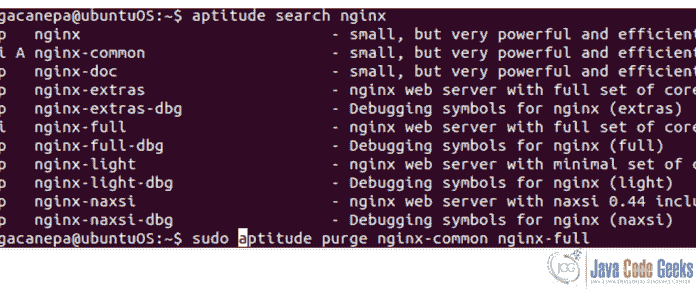 gacanepa@ubuntuOS:~$ aptitude search nginx
p nginx - small, but very powerful and efficient
i A nginx-common - small, but very powerful and efficient
p nginx-doc - small, but very powerful and efficient
p nginx-extras - nginx web server with full set of core
p nginx-extras-dbg - Debugging symbols for nginx (extras)
i nginx-full - nginx web server with full set of core
p nginx-full-dbg - Debugging symbols for nginx (full)
p nginx-light - nginx web server with minimal set of c
p nginx-light-dbg - Debugging symbols for nginx (light)
p nginx-naxsi - nginx web server with naxsi 0.44 inclu
p nginx-naxsi-dbg - Debugging symbols for nginx (naxsi)
gacanepa@ubuntuOS:~$ sudo aptitude purge nginx-common nginx-full
JCG Java Code Geeks